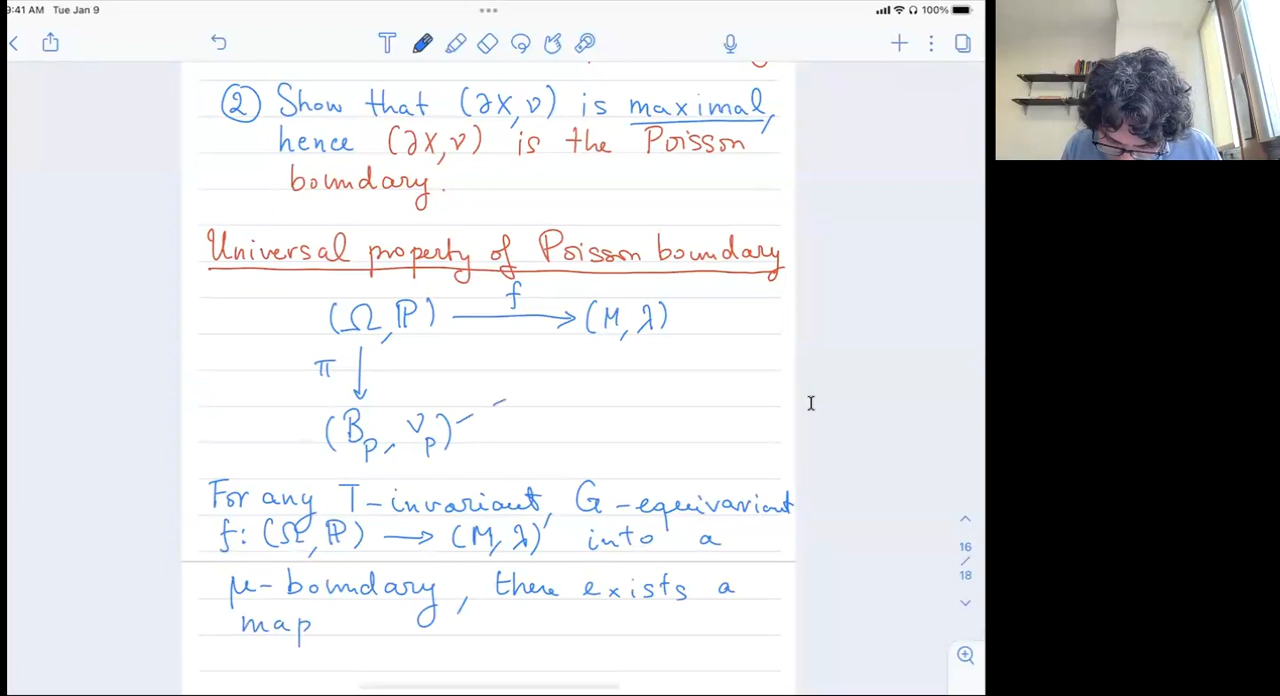 9:41 AM Tue Jan 9
100%
② Show that (∂X, ν) is maximal,
hence (∂X, ν) is the Poisson
boundary.
Universal property of Poisson boundary
(Ω, ℙ) ⟶ (M, λ)
f
π
(B_P, ν_P)
For any T-invariant, G-equivariant
f: (Ω, ℙ) ⟶ (M, λ) into a
μ-boundary, there exists a
map
16
/
18